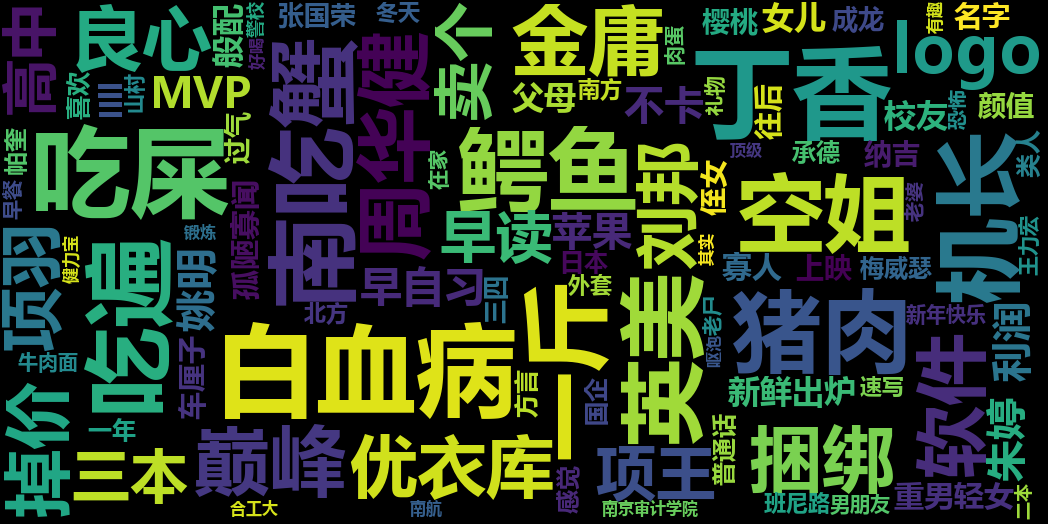 高中
良心
般配
警校
好喝
张国荣
冬天
卖个
金庸
肉蛋
樱桃
女儿
成龙
有趣
名字
logo
喜欢
山村
MVP
过气
南吃蟹
周华健
父母
南方
不卡
礼物
丁香
往后
校友
恐怖
颜值
帕奎
吃屎
在家
鳄鱼
刘邦
顶级
承德
纳吉
类人
早餐
孤陋寡闻
早读
苹果
侄女
空姐
老婆
机长
项羽
健力宝
吃遍
锻炼
姚明
早自习
三四
日本
其实
寡人
上映
梅威瑟
王力宏
北方
外套
呕泡
老尸
猪肉
新年快乐
利润
牛肉面
车厘子
白血病
一斤
英美
方言
国企
新鲜出炉
速写
软件
掉价
一年
三本
巅峰
优衣库
感觉
项王
普通话
捆绑
朱婷
合工大
南航
南京审计学院
班尼路
男朋友
重男轻女
二本